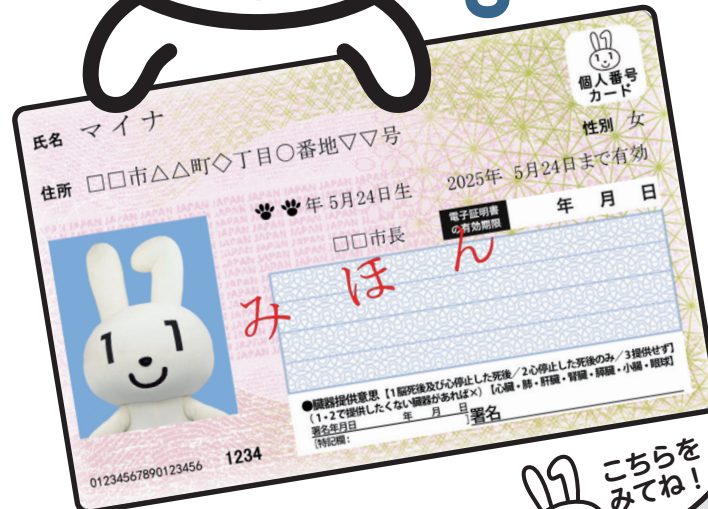 個人番号
カード
氏名 マイナ
性別 女
住所 □□市△△町◇丁目○番地▽▽号
年 5月24日生
2025年 5月24日まで有効
□□市長
電子証明書
の有効期限
年 月 日
みほん
●臓器提供意思【1脳死後及び心停止した死後/2心停止した死後のみ/3提供せず】
(1・2で提供したくない臓器があれば×)【心臓・肺・肝臓・腎臓・膵臓・小腸・眼球】
署名年月日 年 月 日
[特記欄: ]署名
01234567890123456 1234
JAPAN JAPAN JAPAN JAPAN
こちらを
みてね!